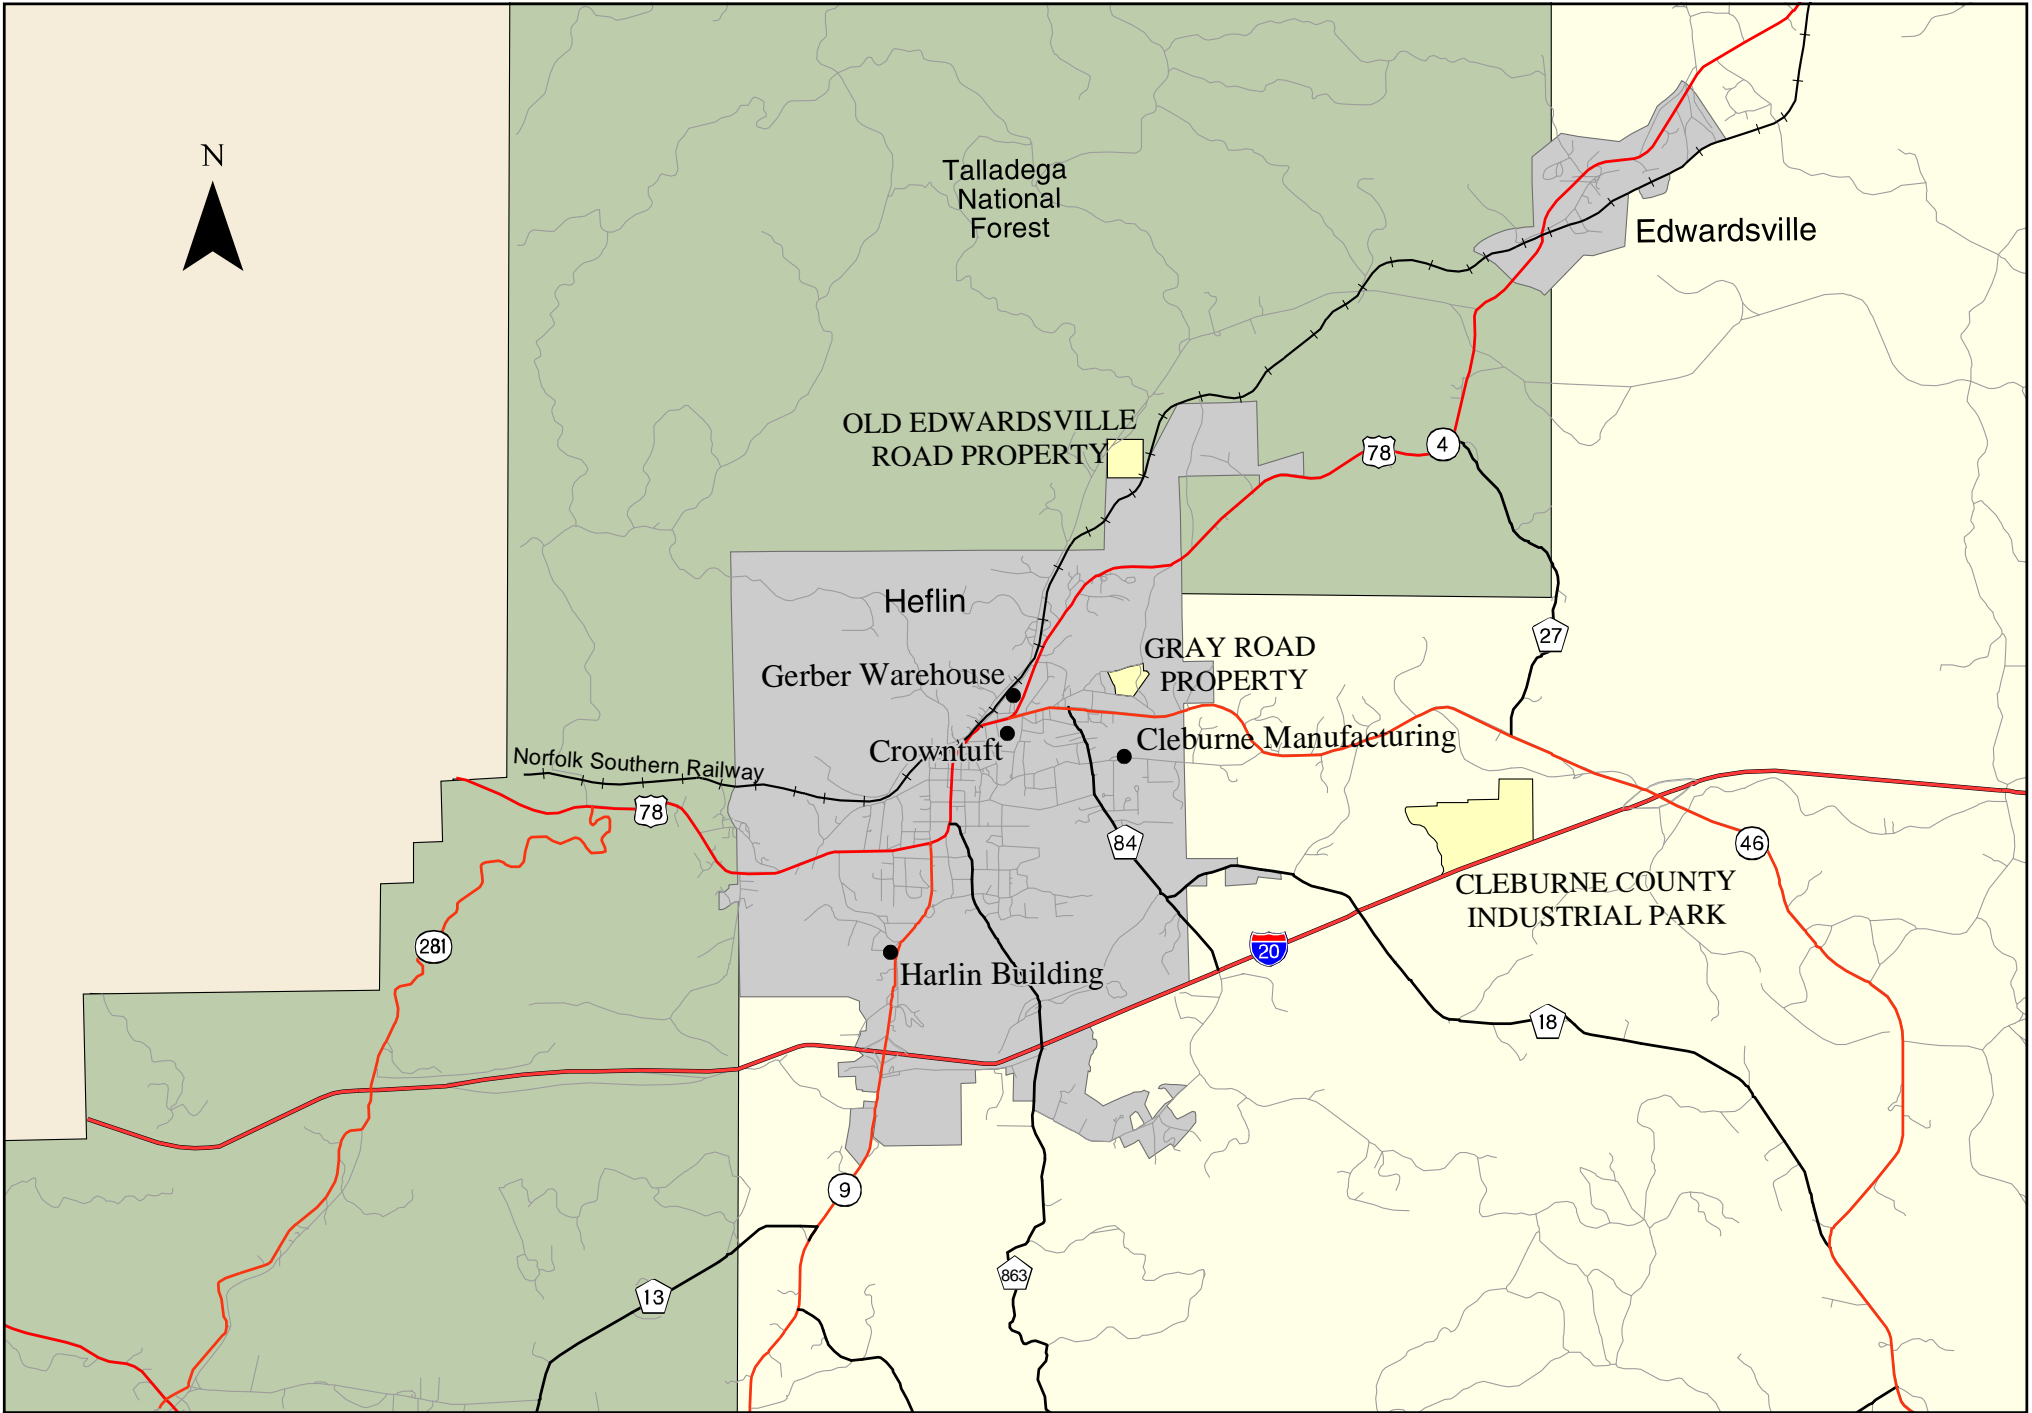 N
Talladega
National
Forest
Edwardsville
OLD EDWARDSVILLE
ROAD PROPERTY
78
4
Heflin
27
GRAY ROAD
PROPERTY
Gerber Warehouse
Crowntuft
Cleburne Manufacturing
Norfolk Southern Railway
78
84
46
CLEBURNE COUNTY
INDUSTRIAL PARK
281
20
Harlin Building
18
9
863
13